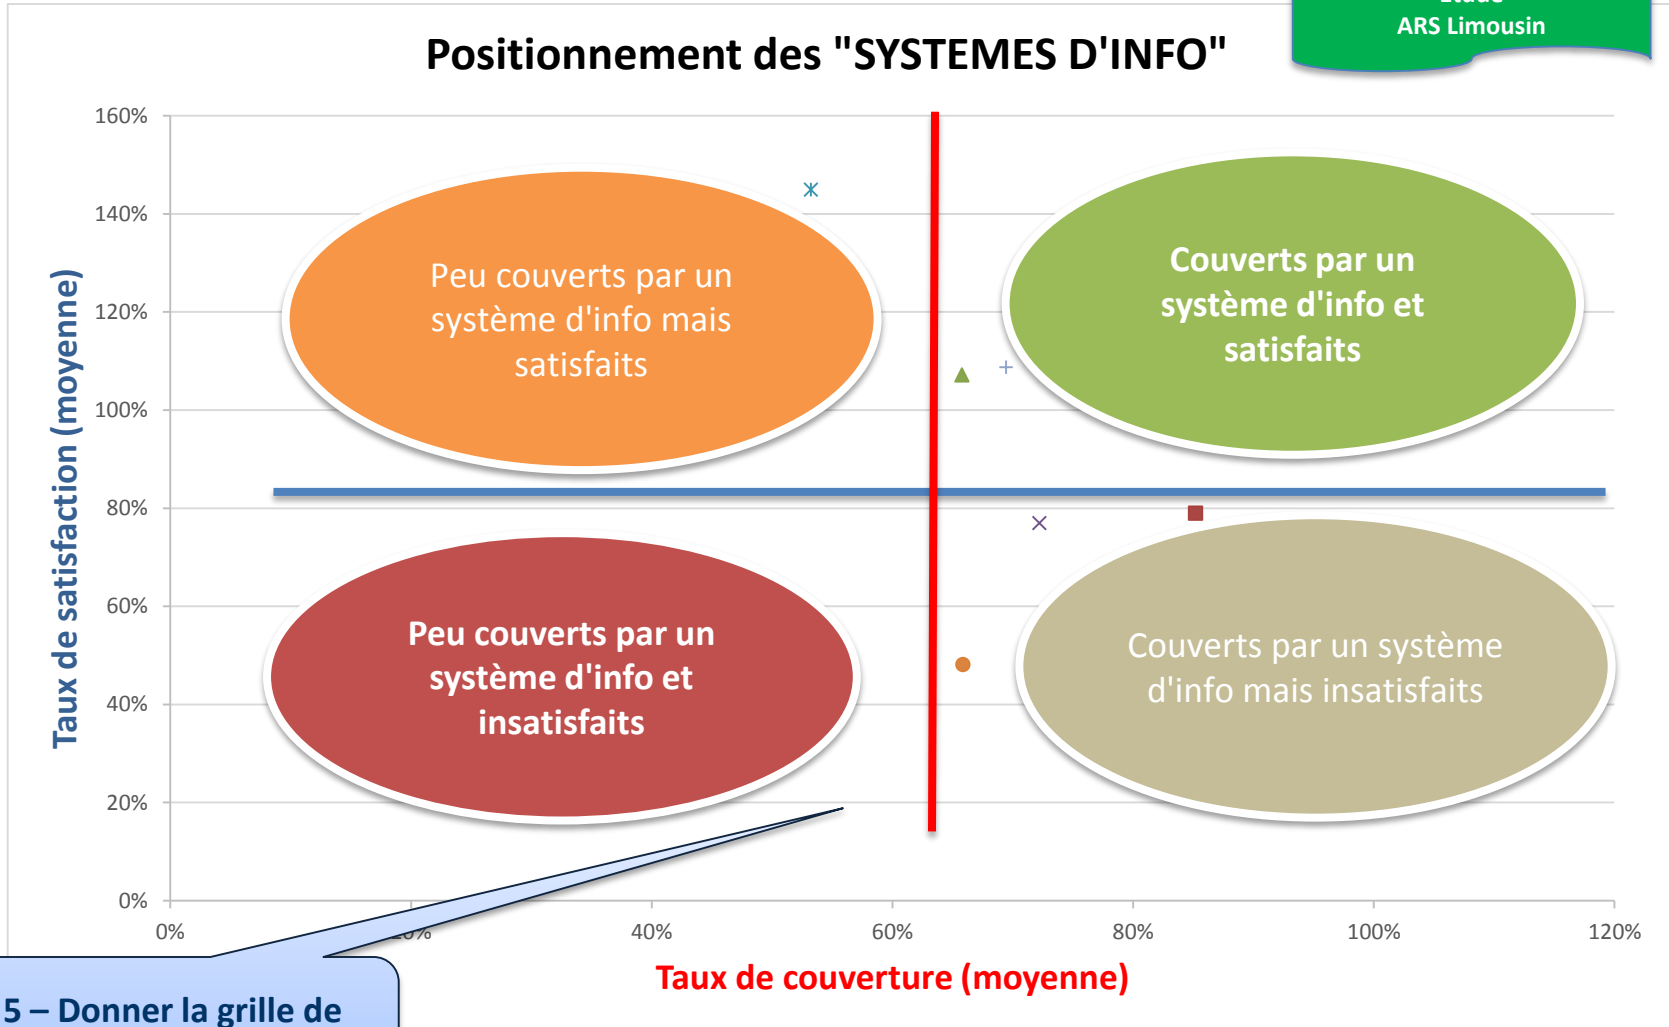 ARS Limousin
Positionnement des "SYSTEMES D'INFO"
160%
140%
120%
100%
80%
60%
40%
20%
0%
Taux de satisfaction (moyenne)
Peu couverts par un
système d'info mais
satisfaits
Couverts par un
système d'info et
satisfaits
Peu couverts par un
système d'info et
insatisfaits
Couverts par un système
d'info mais insatisfaits
0%
20%
40%
60%
80%
100%
120%
Taux de couverture (moyenne)
5 – Donner la grille de